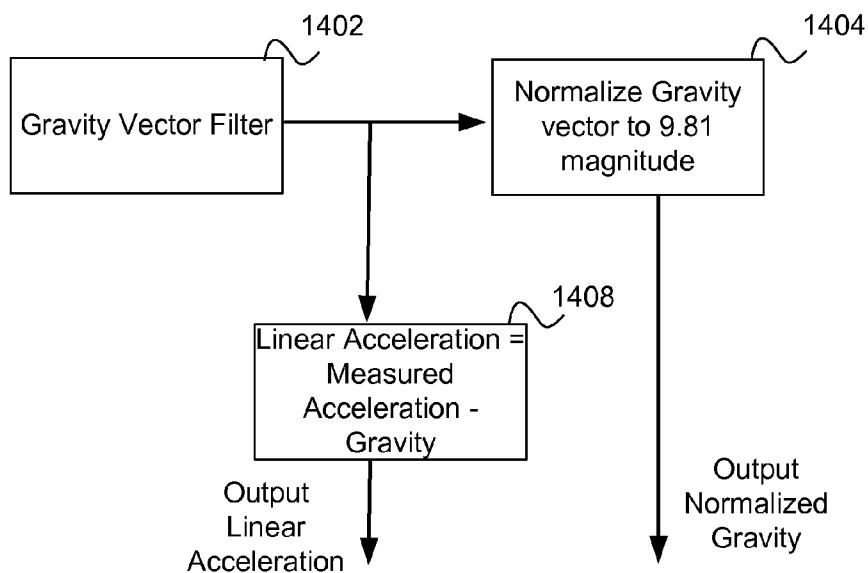 1402
1404
Gravity Vector Filter
Normalize Gravity
vector to 9.81
magnitude
1408
Linear Acceleration =
Measured
Acceleration -
Gravity
Output
Linear
Acceleration
Output
Normalized
Gravity